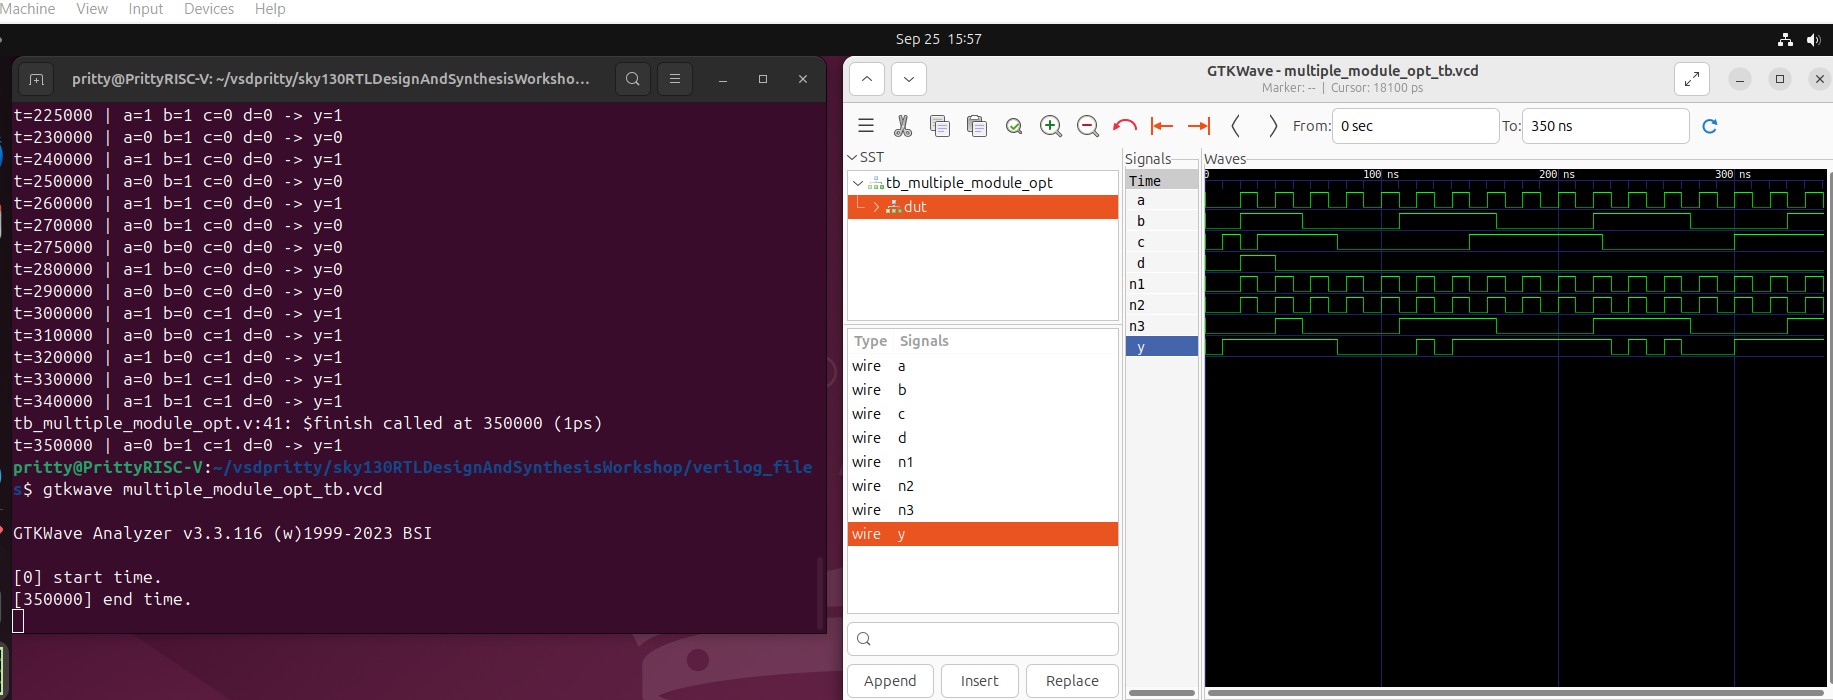 Machine View Input Devices Help
Sep 25 15:57
pritty@PrittyRISC-V: ~/vsdpritty/sky130RTLDesignAndSynthesisWorksho...
t=225000 | a=1 b=1 c=0 d=0 -> y=1
t=230000 | a=0 b=1 c=0 d=0 -> y=0
t=240000 | a=1 b=1 c=0 d=0 -> y=1
t=250000 | a=0 b=1 c=0 d=0 -> y=0
t=260000 | a=1 b=1 c=0 d=0 -> y=1
t=270000 | a=0 b=1 c=0 d=0 -> y=0
t=275000 | a=0 b=0 c=0 d=0 -> y=0
t=280000 | a=1 b=0 c=0 d=0 -> y=0
t=290000 | a=0 b=0 c=0 d=0 -> y=0
t=300000 | a=1 b=0 c=1 d=0 -> y=1
t=310000 | a=0 b=0 c=1 d=0 -> y=1
t=320000 | a=1 b=0 c=1 d=0 -> y=1
t=330000 | a=0 b=1 c=1 d=0 -> y=1
t=340000 | a=1 b=1 c=1 d=0 -> y=1
tb_multiple_module_opt.v:41: $finish called at 350000 (1ps)
t=350000 | a=0 b=1 c=1 d=0 -> y=1
pritty@PrittyRISC-V:~/vsdpritty/sky130RTLDesignAndSynthesisWorkshop/verilog_file
s$ gtkwave multiple_module_opt_tb.vcd
GTKWave Analyzer v3.3.116 (w)1999-2023 BSI
[0] start time.
[350000] end time.
GTKWave - multiple_module_opt_tb.vcd
Marker: -- | Cursor: 18100 ps
From: 0 sec To: 350 ns
SST
tb_multiple_module_opt
dut
Type Signals
wire a
wire b
wire c
wire d
wire n1
wire n2
wire n3
wire y
Append Insert Replace
Signals
Time
a
b
c
d
n1
n2
n3
y
Waves
0 100 ns 200 ns 300 ns